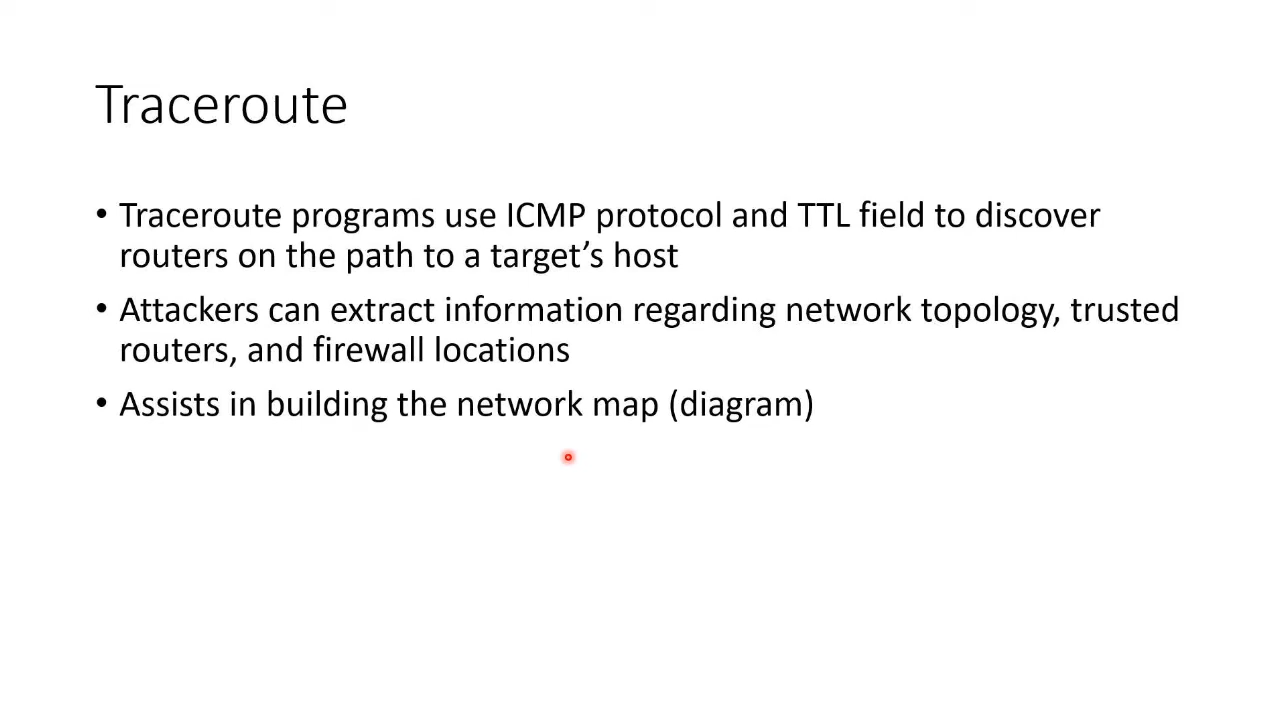 Traceroute
• Traceroute programs use ICMP protocol and TTL field to discover
routers on the path to a target’s host
• Attackers can extract information regarding network topology, trusted
routers, and firewall locations
• Assists in building the network map (diagram)